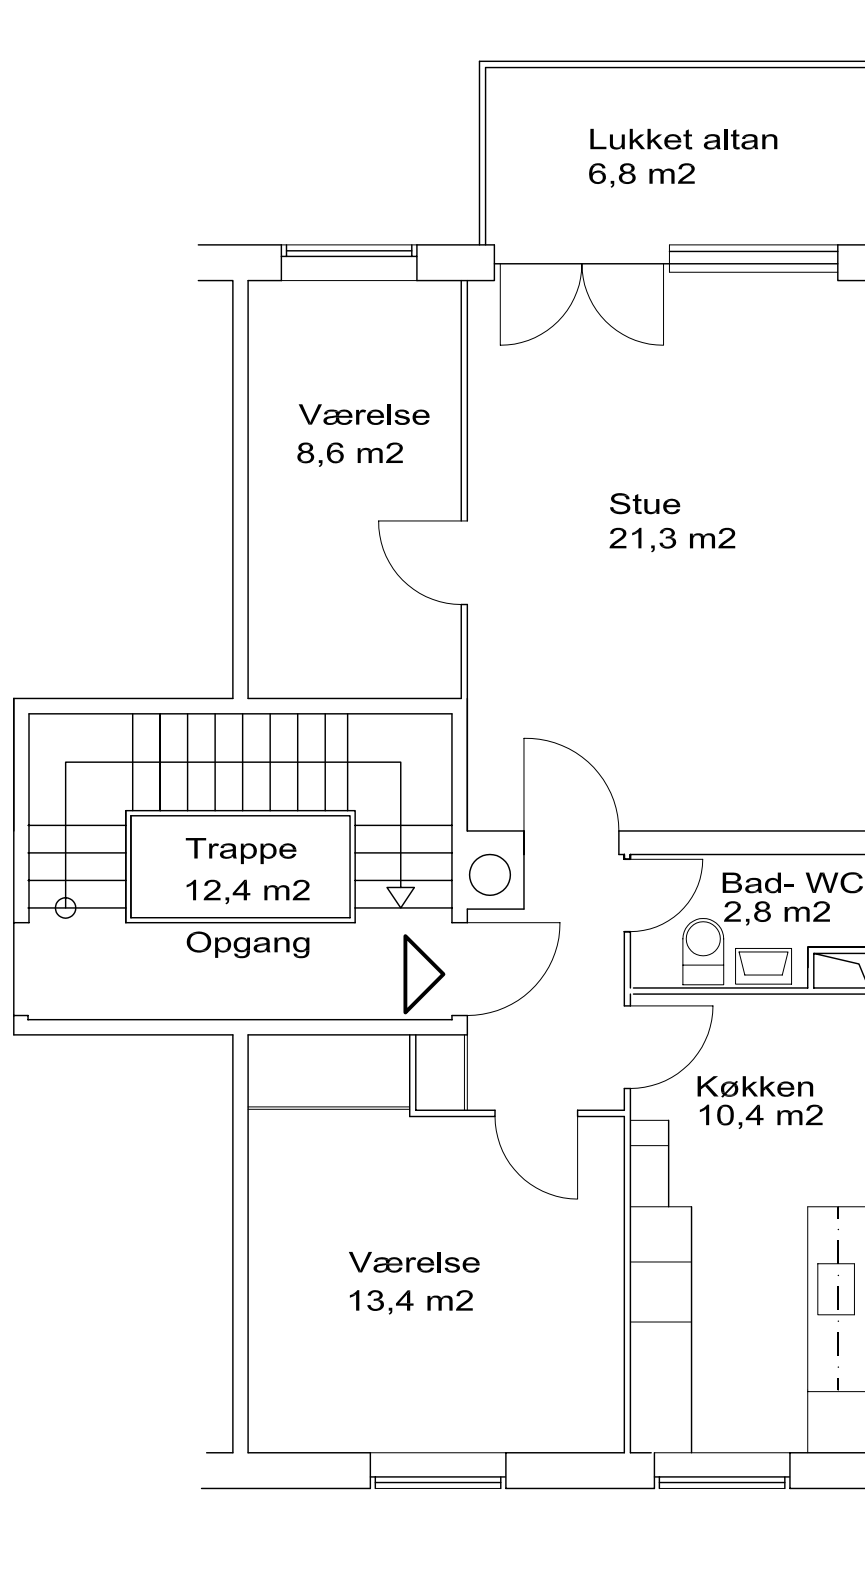 Lukket altan
6,8 m2
Værelse
8,6 m2
Stue
21,3 m2
Trappe
12,4 m2
Opgang
Bad- WC
2,8 m2
Køkken
10,4 m2
Værelse
13,4 m2